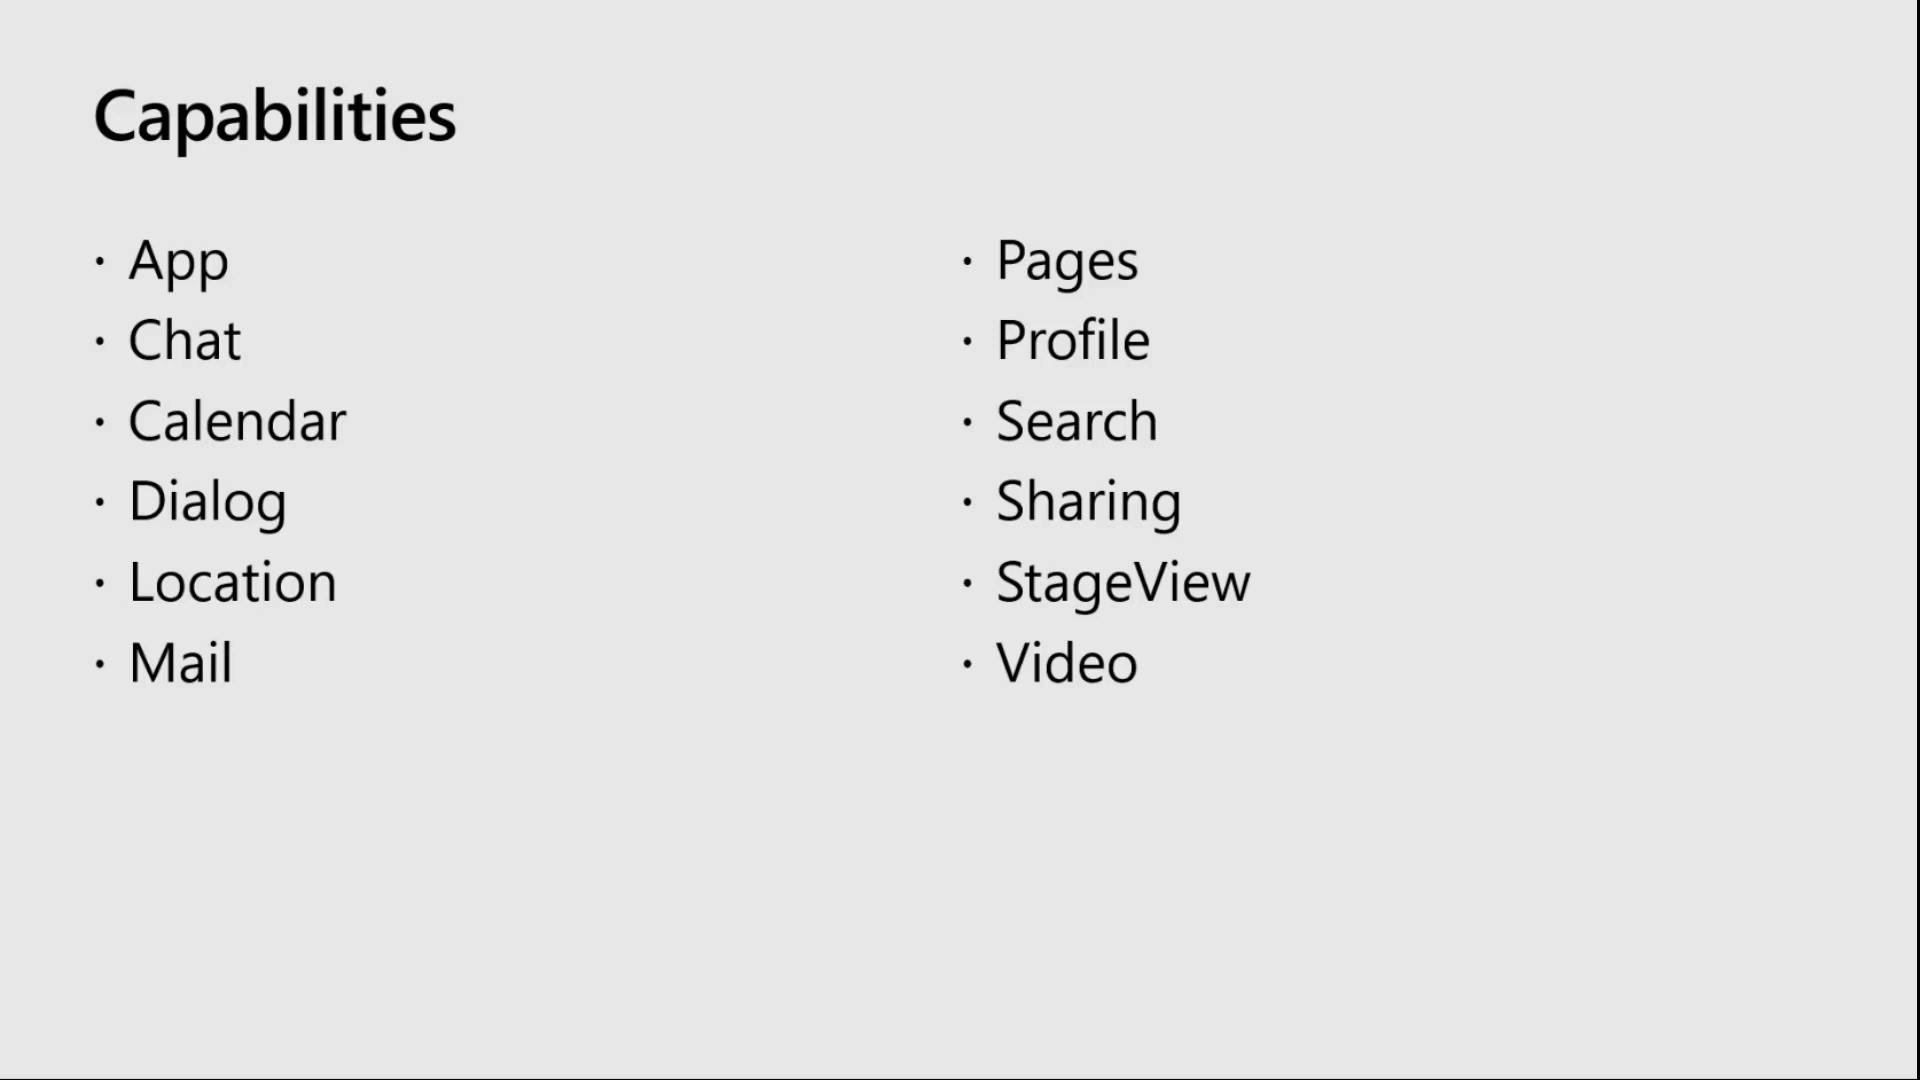 Capabilities
• App
• Chat
• Calendar
• Dialog
• Location
• Mail
• Pages
• Profile
• Search
• Sharing
• StageView
• Video